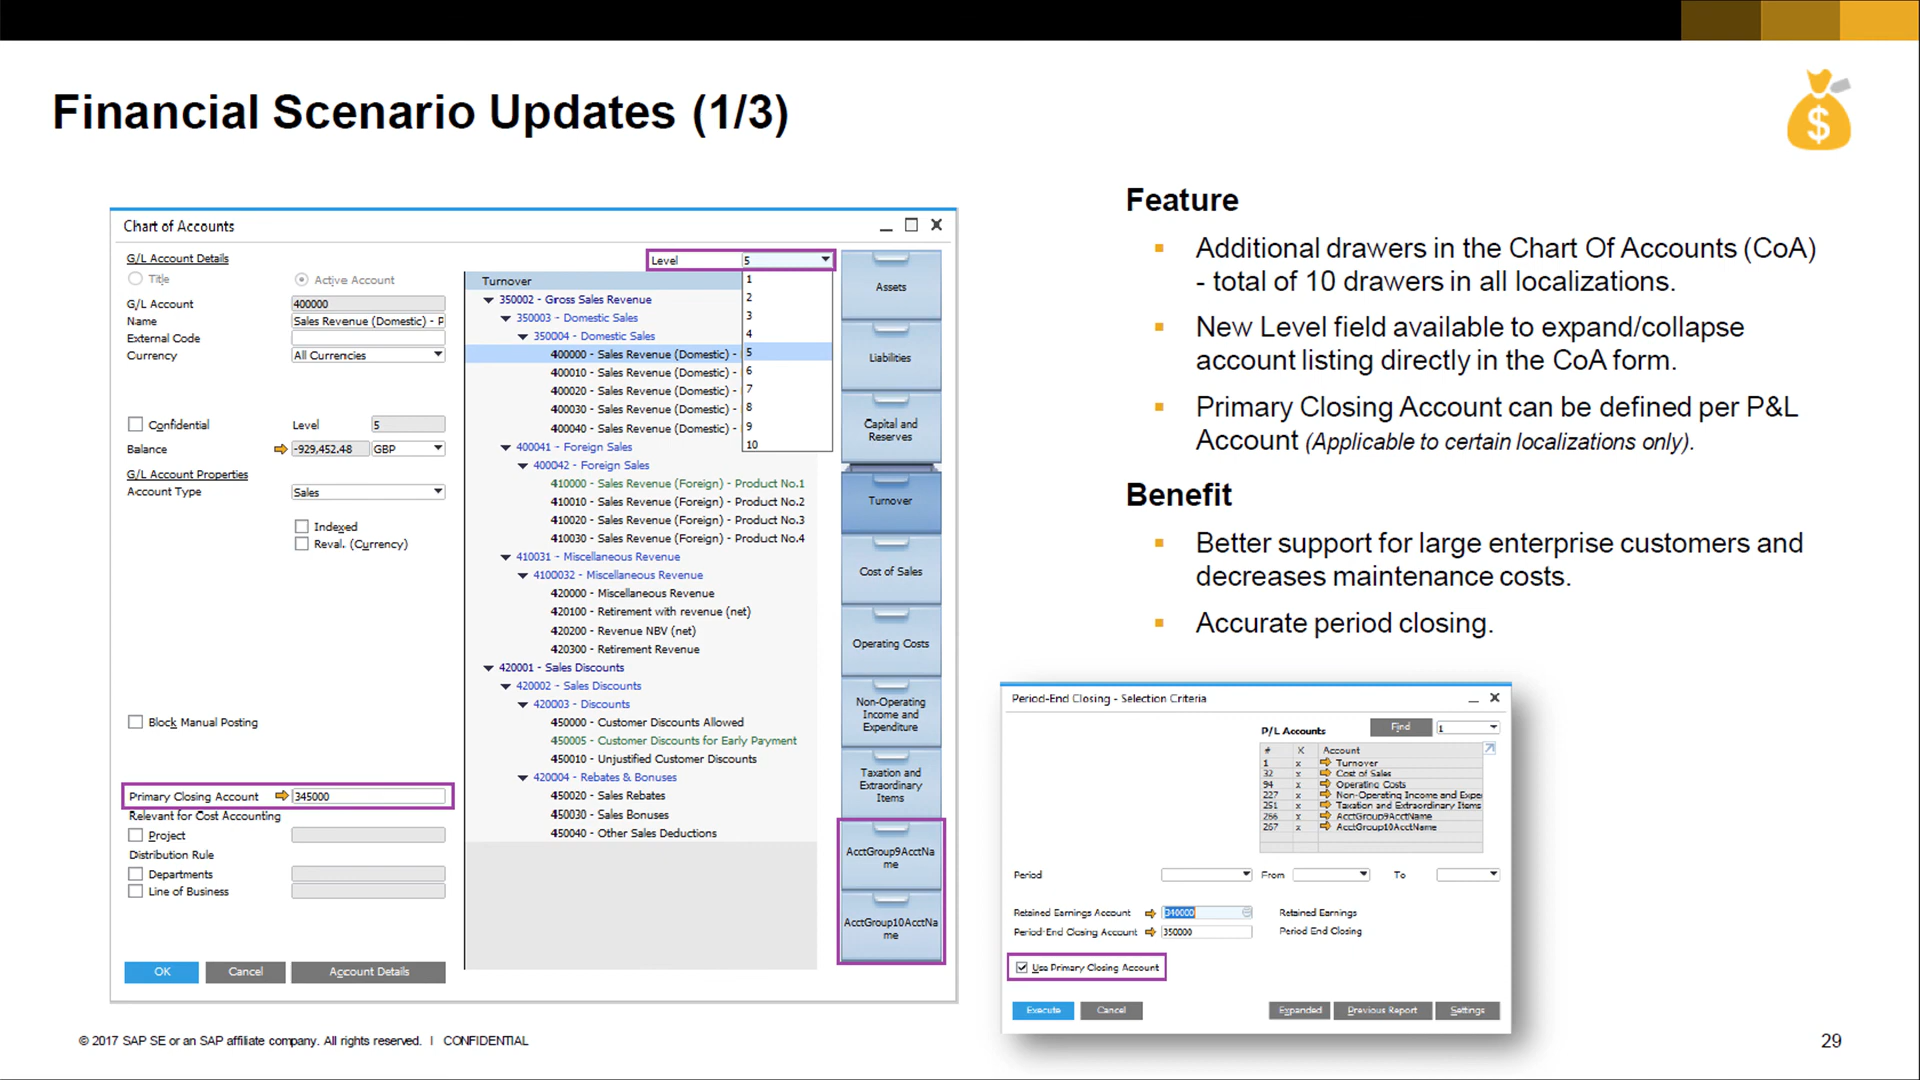 Financial Scenario Updates (1/3)
$
Chart of Accounts
G/L Account Details
Title
Active Account
G/L Account
400000
Name
Sales Revenue (Domestic) - P
External Code
Currency
All Currencies
Confidential
Level
5
Balance
-929,452.48
GBP
G/L Account Properties
Account Type
Sales
Indexed
Reval. (Currency)
Block Manual Posting
Primary Closing Account
345000
Relevant for Cost Accounting
Project
Distribution Rule
Departments
Line of Business
OK
Cancel
Account Details
Level
5
1
2
3
4
5
6
7
8
9
10
Turnover
350002 - Gross Sales Revenue
350003 - Domestic Sales
350004 - Domestic Sales
400000 - Sales Revenue (Domestic) -
400010 - Sales Revenue (Domestic) -
400020 - Sales Revenue (Domestic) -
400030 - Sales Revenue (Domestic) -
400040 - Sales Revenue (Domestic) -
400041 - Foreign Sales
400042 - Foreign Sales
410000 - Sales Revenue (Foreign) - Product No.1
410010 - Sales Revenue (Foreign) - Product No.2
410020 - Sales Revenue (Foreign) - Product No.3
410030 - Sales Revenue (Foreign) - Product No.4
410031 - Miscellaneous Revenue
4100032 - Miscellaneous Revenue
420000 - Miscellaneous Revenue
420100 - Retirement with revenue (net)
420200 - Revenue NBV (net)
420300 - Retirement Revenue
420001 - Sales Discounts
420002 - Sales Discounts
420003 - Discounts
450000 - Customer Discounts Allowed
450005 - Customer Discounts for Early Payment
450010 - Unjustified Customer Discounts
420004 - Rebates & Bonuses
450020 - Sales Rebates
450030 - Sales Bonuses
450040 - Other Sales Deductions
Assets
Liabilities
Capital and
Reserves
Turnover
Cost of Sales
Operating Costs
Non-Operating
Income and
Expenditure
Taxation and
Extraordinary
Items
AcctGroup9AcctNa
me
AcctGroup10AcctNa
me
Feature
Additional drawers in the Chart Of Accounts (CoA)
- total of 10 drawers in all localizations.
New Level field available to expand/collapse
account listing directly in the CoA form.
Primary Closing Account can be defined per P&L
Account (Applicable to certain localizations only).
Benefit
Better support for large enterprise customers and
decreases maintenance costs.
Accurate period closing.
Period-End Closing - Selection Criteria
P/L Accounts
Find
1
# X Account
1 x Turnover
32 x Cost of Sales
94 x Operating Costs
227 x Non-Operating Income and Expe
251 x Taxation and Extraordinary Items
266 x AcctGroup9AcctName
267 x AcctGroup10AcctName
Period
From
To
Retained Earnings Account
340000
Retained Earnings
Period-End Closing Account
350000
Period End Closing
Use Primary Closing Account
Execute
Cancel
Expanded
Previous Report
Settings
© 2017 SAP SE or an SAP affiliate company. All rights reserved. I CONFIDENTIAL
29